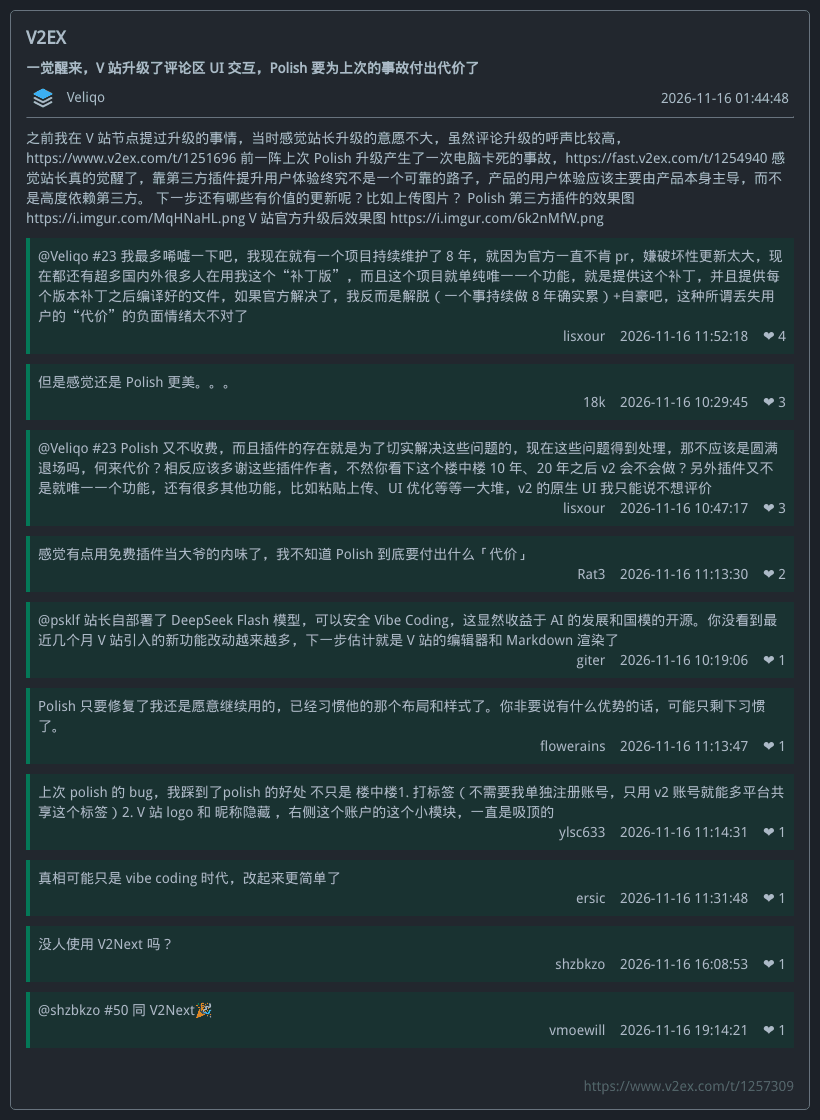 V2EX
一觉醒来，V 站升级了评论区 UI 交互，Polish 要为上次的事故付出代价了
Veliqo
2026-11-16 01:44:48
之前我在 V 站节点提过升级的事情，当时感觉站长升级的意愿不大，虽然评论升级的呼声比较高，
https://www.v2ex.com/t/1251696 前一阵上次 Polish 升级产生了一次电脑卡死的事故，https://fast.v2ex.com/t/1254940 感
觉站长真的觉醒了，靠第三方插件提升用户体验终究不是一个可靠的路子，产品的用户体验应该主要由产品本身主导，而不
是高度依赖第三方。 下一步还有哪些有价值的更新呢？比如上传图片？ Polish 第三方插件的效果图
https://i.imgur.com/MqHNaHL.png V 站官方升级后效果图 https://i.imgur.com/6k2nMfW.png
@Veliqo #23 我最多唏嘘一下吧，我现在就有一个项目持续维护了 8 年，就因为官方一直不肯 pr，嫌破坏性更新太大，现
在都还有超多国内外很多人在用我这个“补丁版”，而且这个项目就单纯唯一一个功能，就是提供这个补丁，并且提供每
个版本补丁之后编译好的文件，如果官方解决了，我反而是解脱（一个事持续做 8 年确实累）+自豪吧，这种所谓丢失用
户的“代价”的负面情绪太不对了
lisxour 2026-11-16 11:52:18 ❤ 4
但是感觉还是 Polish 更美。。。
18k 2026-11-16 10:29:45 ❤ 3
@Veliqo #23 Polish 又不收费，而且插件的存在就是为了切实解决这些问题的，现在这些问题得到处理，那不应该是圆满
退场吗，何来代价？相反应该多谢这些插件作者，不然你看下这个楼中楼 10 年、20 年之后 v2 会不会做？另外插件又不
是就唯一一个功能，还有很多其他功能，比如粘贴上传、UI 优化等等一大堆，v2 的原生 UI 我只能说不想评价
lisxour 2026-11-16 10:47:17 ❤ 3
感觉有点用免费插件当大爷的内味了，我不知道 Polish 到底要付出什么「代价」
Rat3 2026-11-16 11:13:30 ❤ 2
@psklf 站长自部署了 DeepSeek Flash 模型，可以安全 Vibe Coding，这显然收益于 AI 的发展和国模的开源。你没看到最
近几个月 V 站引入的新功能改动越来越多，下一步估计就是 V 站的编辑器和 Markdown 渲染了
giter 2026-11-16 10:19:06 ❤ 1
Polish 只要修复了我还是愿意继续用的，已经习惯他的那个布局和样式了。你非要说有什么优势的话，可能只剩下习惯
了。
flowerains 2026-11-16 11:13:47 ❤ 1
上次 polish 的 bug，我踩到了polish 的好处 不只是 楼中楼1. 打标签（不需要我单独注册账号，只用 v2 账号就能多平台共
享这个标签）2. V 站 logo 和 昵称隐藏 ，右侧这个账户的这个小模块，一直是吸顶的
ylsc633 2026-11-16 11:14:31 ❤ 1
真相可能只是 vibe coding 时代，改起来更简单了
ersic 2026-11-16 11:31:48 ❤ 1
没人使用 V2Next 吗？
shzbkzo 2026-11-16 16:08:53 ❤ 1
@shzbkzo #50 同 V2Next🎉
vmoewill 2026-11-16 19:14:21 ❤ 1
https://www.v2ex.com/t/1257309